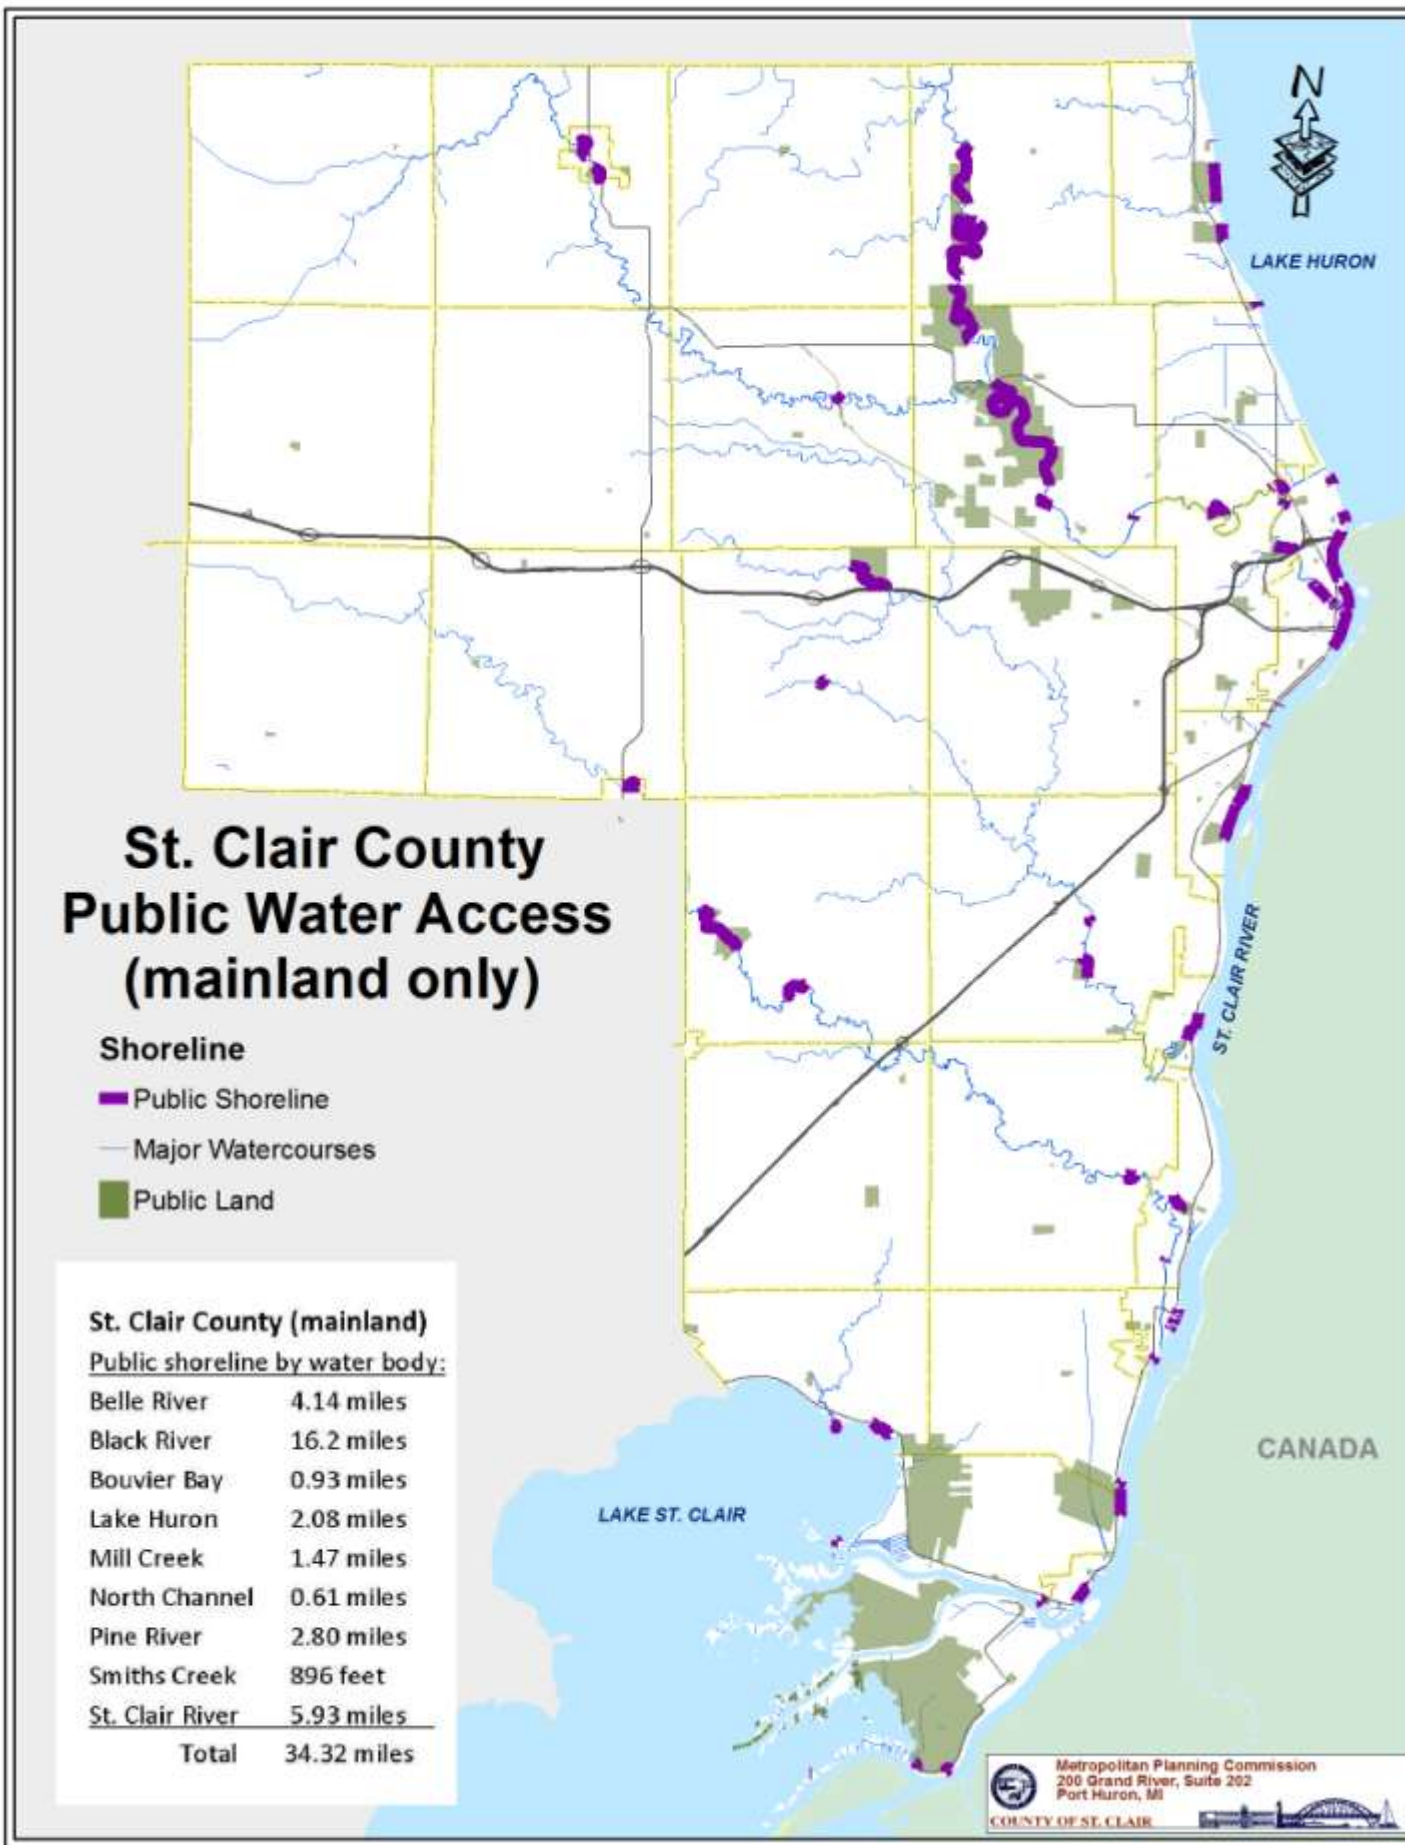 N
LAKE HURON
St. Clair County
Public Water Access
(mainland only)
Shoreline
Public Shoreline
Major Watercourses
Public Land
ST. CLAIR RIVER
St. Clair County (mainland)
Public shoreline by water body:
Belle River 4.14 miles
Black River 16.2 miles
Bouvier Bay 0.93 miles
Lake Huron 2.08 miles
Mill Creek 1.47 miles
North Channel 0.61 miles
Pine River 2.80 miles
Smiths Creek 896 feet
St. Clair River 5.93 miles
Total 34.32 miles
LAKE ST. CLAIR
CANADA
Metropolitan Planning Commission
200 Grand River, Suite 202
Port Huron, MI
COUNTY OF ST. CLAIR